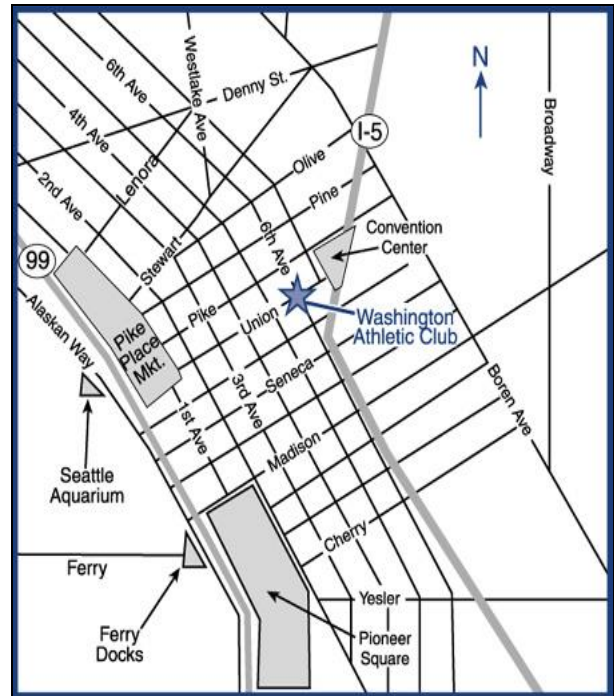 Westlake Ave
6th Ave
Denny St.
N
4th Ave
Lenora
I-5
Broadway
Olive
2nd Ave
Pine
Stewart
6th Ave
Convention
Center
99
Alaskan Way
Pike
Union
Pike
Place
Mkt.
Washington
Athletic Club
Seneca
3rd Ave
1st Ave
Boren Ave
Madison
Seattle
Aquarium
Cherry
Ferry
Yesler
Ferry
Docks
Pioneer
Square